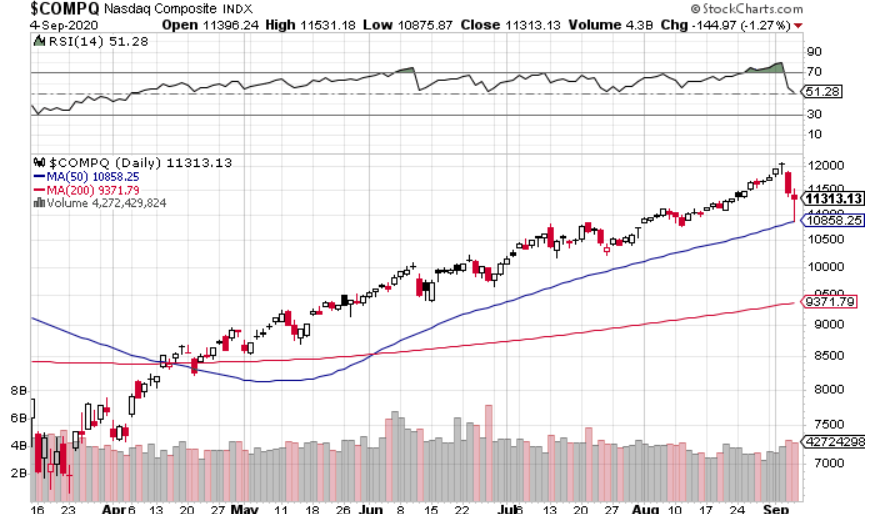 $COMPQ Nasdaq Composite INDX © StockCharts.com
4-Sep-2020 Open 11396.24 High 11531.18 Low 10875.87 Close 11313.13 Volume 4.3B Chg -144.97 (-1.27%)
RSI(14) 51.28
90
70
51.28
30
10
$COMPQ (Daily) 11313.13
MA(50) 10858.25
MA(200) 9371.79
Volume 4,272,429,824
12000
11500
11313.13
11000
10858.25
10500
10000
9500
9371.79
9000
8500
8000
7500
7000
8B
6B
4B
2B
42724298
16 23 Apr 6 13 20 27 May 11 18 26 Jun 8 15 22 Jul 6 13 20 27 Aug 10 17 24 Sep